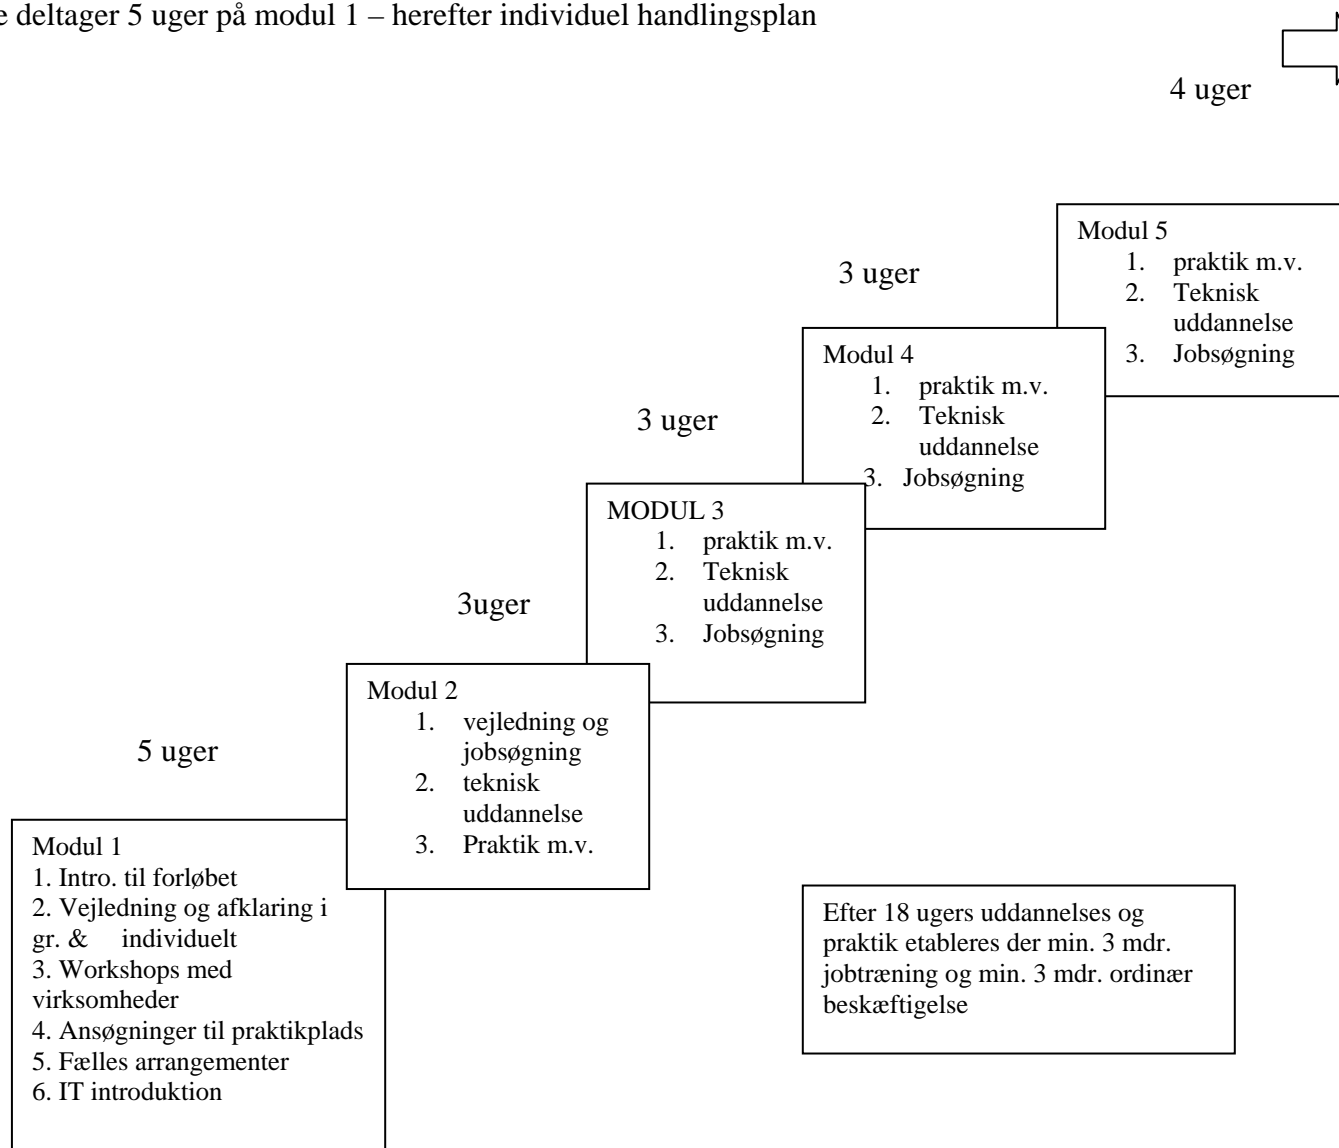 e deltager 5 uger på modul 1 – herefter individuel handlingsplan
4 uger
Modul 5
1. praktik m.v.
2. Teknisk
uddannelse
3. Jobsøgning
3 uger
Modul 4
1. praktik m.v.
2. Teknisk
uddannelse
3. Jobsøgning
3 uger
MODUL 3
1. praktik m.v.
2. Teknisk
uddannelse
3. Jobsøgning
3uger
Modul 2
1. vejledning og
jobsøgning
2. teknisk
uddannelse
3. Praktik m.v.
5 uger
Modul 1
1. Intro. til forløbet
2. Vejledning og afklaring i
gr. & individuelt
3. Workshops med
virksomheder
4. Ansøgninger til praktikplads
5. Fælles arrangementer
6. IT introduktion
Efter 18 ugers uddannelses og
praktik etableres der min. 3 mdr.
jobtræning og min. 3 mdr. ordinær
beskæftigelse